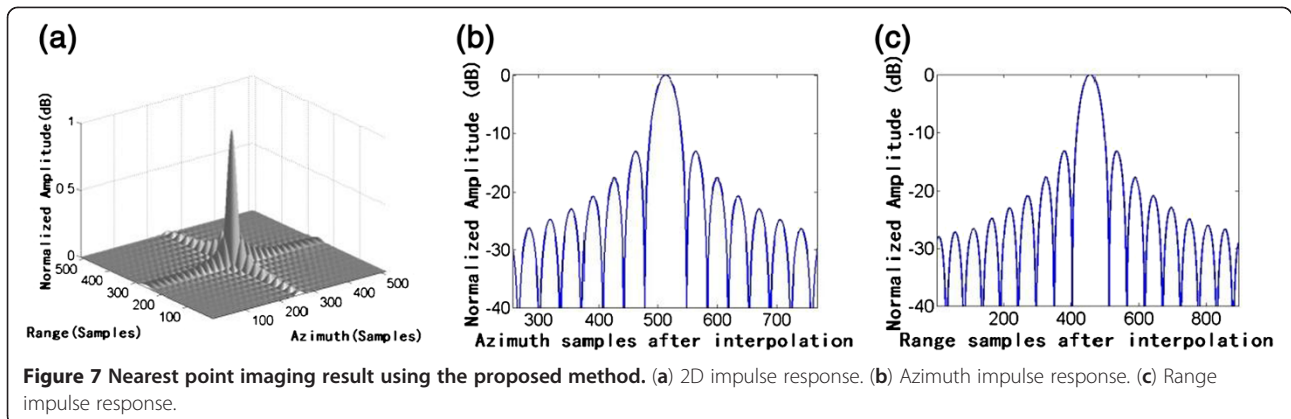 (a)
Normalized Amplitude(dB)
1
0.5
0
500
400
300
200
100
Range(Samples)
100
200
300
400
500
Azimuth(Samples)
(b)
Normalized Amplitude (dB)
0
-10
-20
-30
-40
300 400 500 600 700
Azimuth samples after interpolation
(c)
Normalized Amplitude (dB)
0
-10
-20
-30
-40
200 400 600 800
Range samples after interpolation
Figure 7 Nearest point imaging result using the proposed method. (a) 2D impulse response. (b) Azimuth impulse response. (c) Range
impulse response.